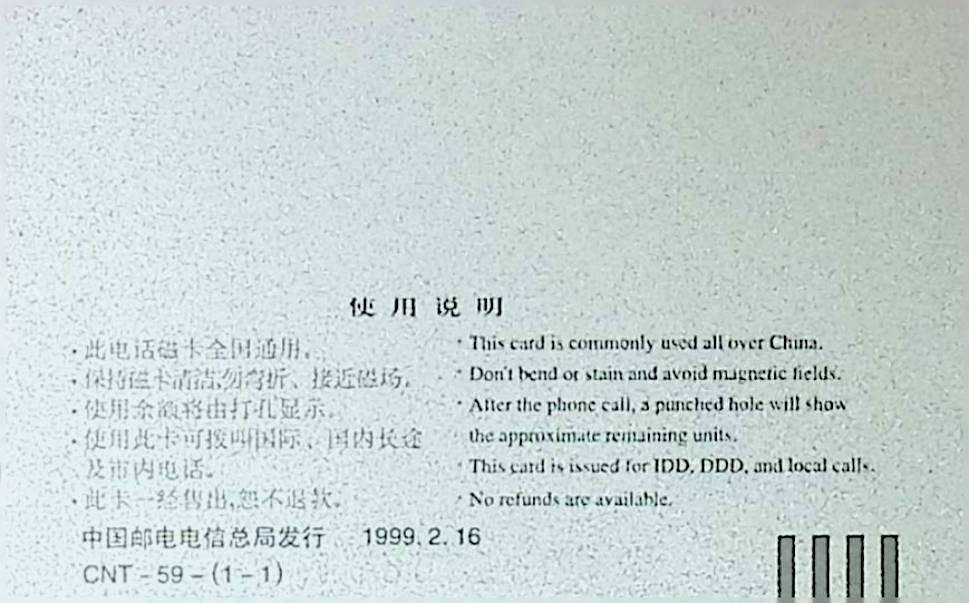 使用说明
·此电话磁卡全国通用。
·保持磁卡清洁,勿弯折、接近磁场。
·使用余额将由打孔显示。
·使用此卡可拨叫国际、国内长途
及市内电话。
·此卡一经售出,恕不退款。
· This card is commonly used all over China.
· Don't bend or stain and avoid magnetic fields.
· After the phone call, a punched hole will show
the approximate remaining units.
· This card is issued for IDD, DDD, and local calls.
· No refunds are available.
中国邮电电信总局发行 1999.2.16
CNT-59-(1-1)